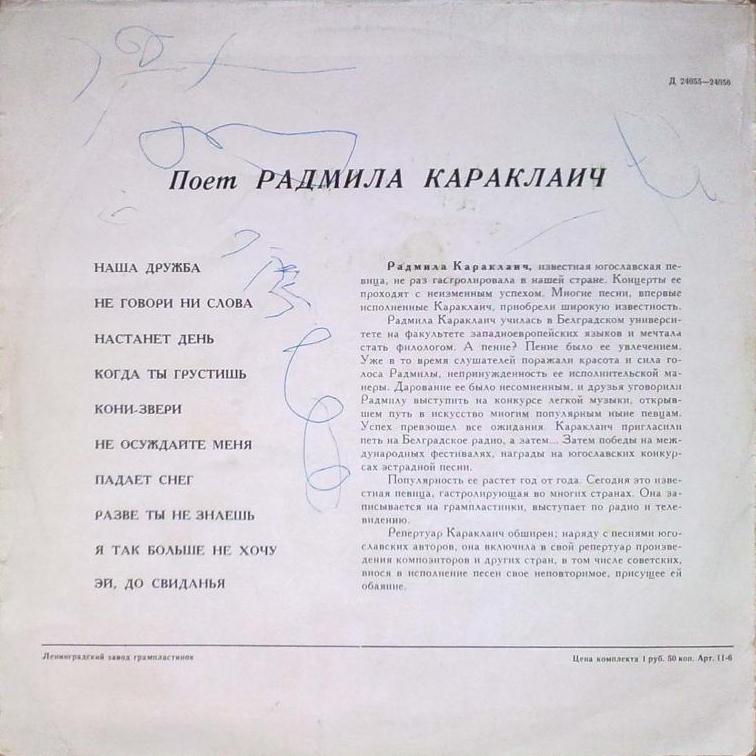 Д 24055—24056
Поет РАДМИЛА КАРАКЛАИЧ
НАША ДРУЖБА
НЕ ГОВОРИ НИ СЛОВА
НАСТАНЕТ ДЕНЬ
КОГДА ТЫ ГРУСТИШЬ
КОНИ-ЗВЕРИ
НЕ ОСУЖДАЙТЕ МЕНЯ
ПАДАЕТ СНЕГ
РАЗВЕ ТЫ НЕ ЗНАЕШЬ
Я ТАК БОЛЬШЕ НЕ ХОЧУ
ЭЙ, ДО СВИДАНЬЯ
Радмила Караклаич, известная югославская пе-
вица, не раз гастролировала в нашей стране. Концерты ее
проходят с неизменным успехом. Многие песни, впервые
исполненные Караклаич, приобрели широкую известность.
Радмила Караклаич училась в Белградском универси-
тете на факультете западноевропейских языков и мечтала
стать филологом. А пение? Пение было ее увлечением.
Уже в то время слушателей поражали красота и сила го-
лоса Радмилы, непринужденность ее исполнительской ма-
неры. Дарование ее было несомненным, и друзья уговорили
Радмилу выступить на конкурсе легкой музыки, открыв-
шем путь в искусство многим популярным ныне певцам.
Успех превзошел все ожидания. Караклаич пригласили
петь на Белградское радио, а затем... Затем победы на меж-
дународных фестивалях, награды на югославских конкур-
сах эстрадной песни.
Популярность ее растет год от года. Сегодня это изве-
стная певица, гастролирующая во многих странах. Она за-
писывается на грампластинки, выступает по радио и теле-
видению.
Репертуар Караклаич обширен; наряду с песнями юго-
славских авторов, она включила в свой репертуар произве-
дения композиторов и других стран, в том числе советских,
внося в исполнение песен свое неповторимое, присущее ей
обаяние.
Ленинградский завод грампластинок
Цена комплекта 1 руб. 50 коп. Арт. 11-6